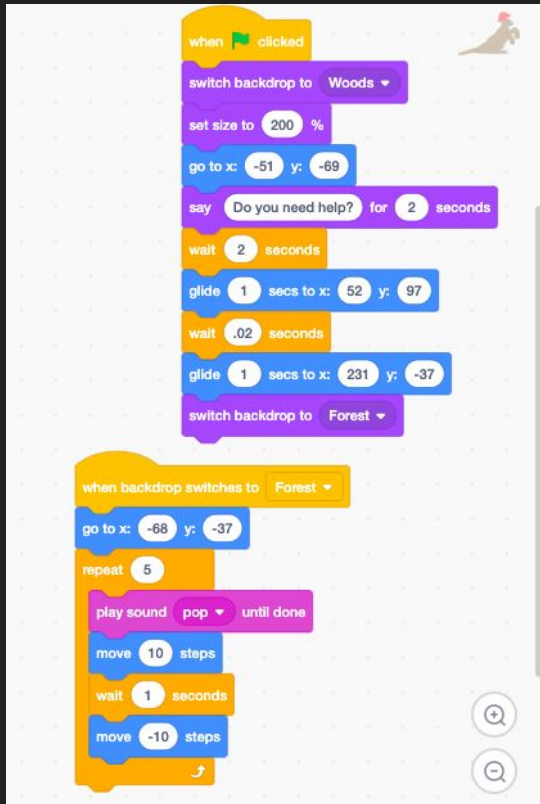 when clicked
switch backdrop to Woods
set size to 200 %
go to x: -51 y: -69
say Do you need help? for 2 seconds
wait 2 seconds
glide 1 secs to x: 52 y: 97
wait .02 seconds
glide 1 secs to x: 231 y: -37
switch backdrop to Forest
when backdrop switches to Forest
go to x: -68 y: -37
repeat 5
play sound pop until done
move 10 steps
wait 1 seconds
move -10 steps